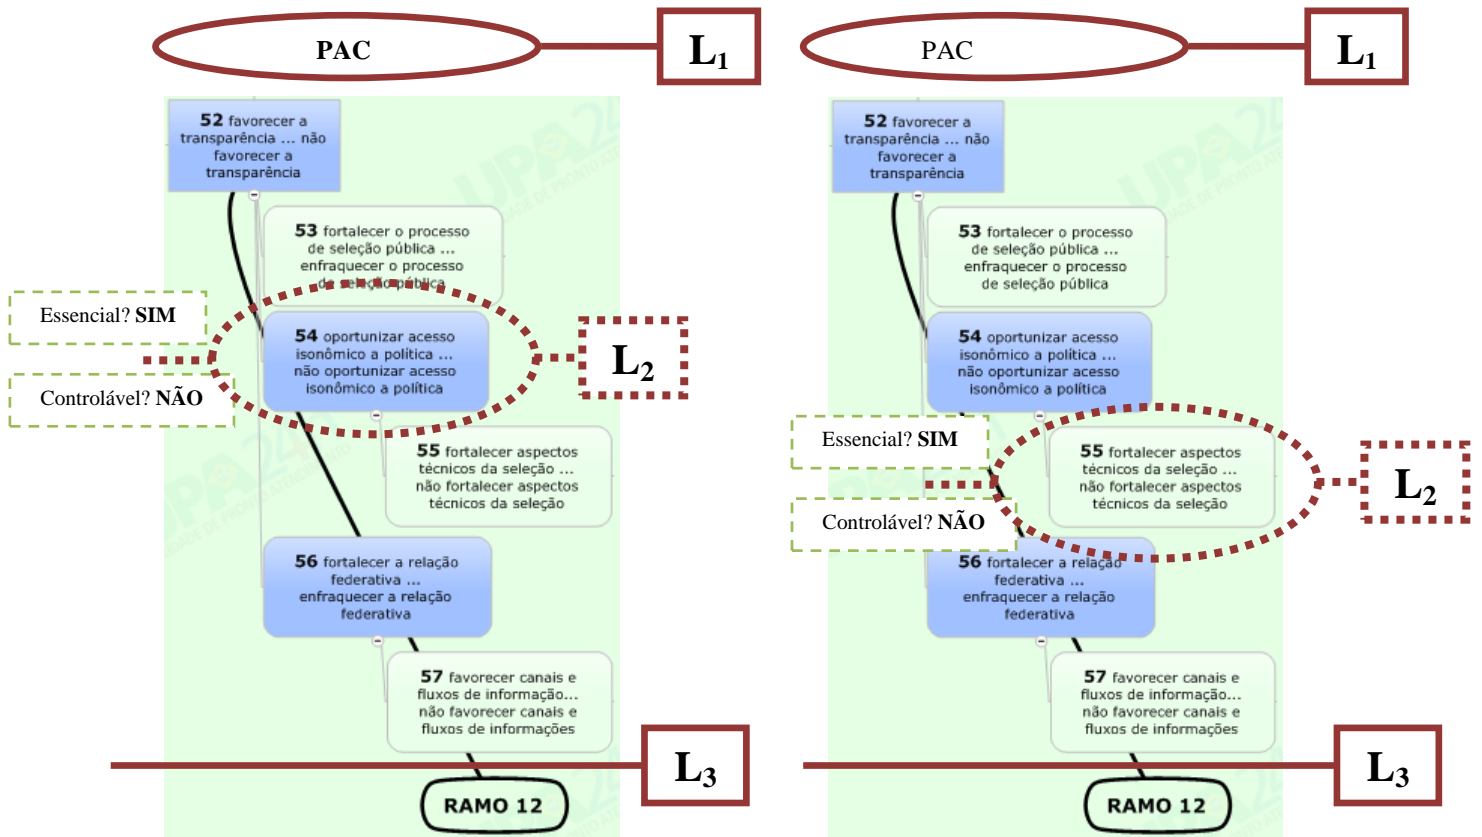 PAC
L1
52 favorecer a
transparência ... não
favorecer a
transparência
53 fortalecer o processo
de seleção pública ...
enfraquecer o processo
de seleção pública
Essencial? SIM
54 oportunizar acesso
isonômico a política ...
não oportunizar acesso
isonômico a política
L2
Controlável? NÃO
55 fortalecer aspectos
técnicos da seleção ...
não fortalecer aspectos
técnicos da seleção
56 fortalecer a relação
federativa ...
enfraquecer a relação
federativa
57 favorecer canais e
fluxos de informação...
não favorecer canais e
fluxos de informações
L3
RAMO 12
PAC
L1
52 favorecer a
transparência ... não
favorecer a
transparência
53 fortalecer o processo
de seleção pública ...
enfraquecer o processo
de seleção pública
54 oportunizar acesso
isonômico a política ...
não oportunizar acesso
isonômico a política
Essencial? SIM
55 fortalecer aspectos
técnicos da seleção ...
não fortalecer aspectos
técnicos da seleção
L2
Controlável? NÃO
56 fortalecer a relação
federativa ...
enfraquecer a relação
federativa
57 favorecer canais e
fluxos de informação...
não favorecer canais e
fluxos de informações
L3
RAMO 12